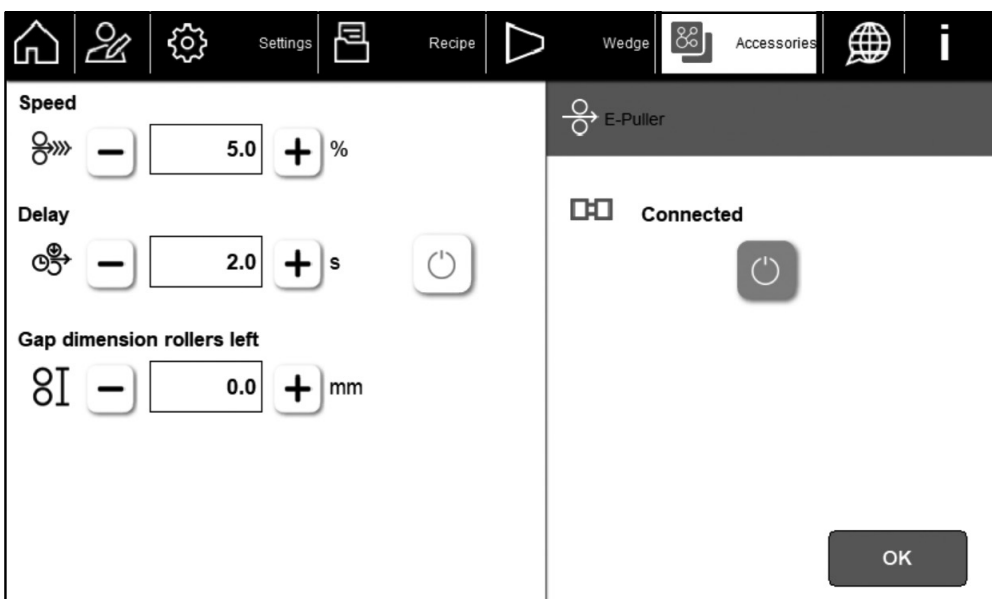 Settings Recipe Wedge Accessories i
Speed
5.0 %
Delay
2.0 s
Gap dimension rollers left
0.0 mm
E-Puller
Connected
OK